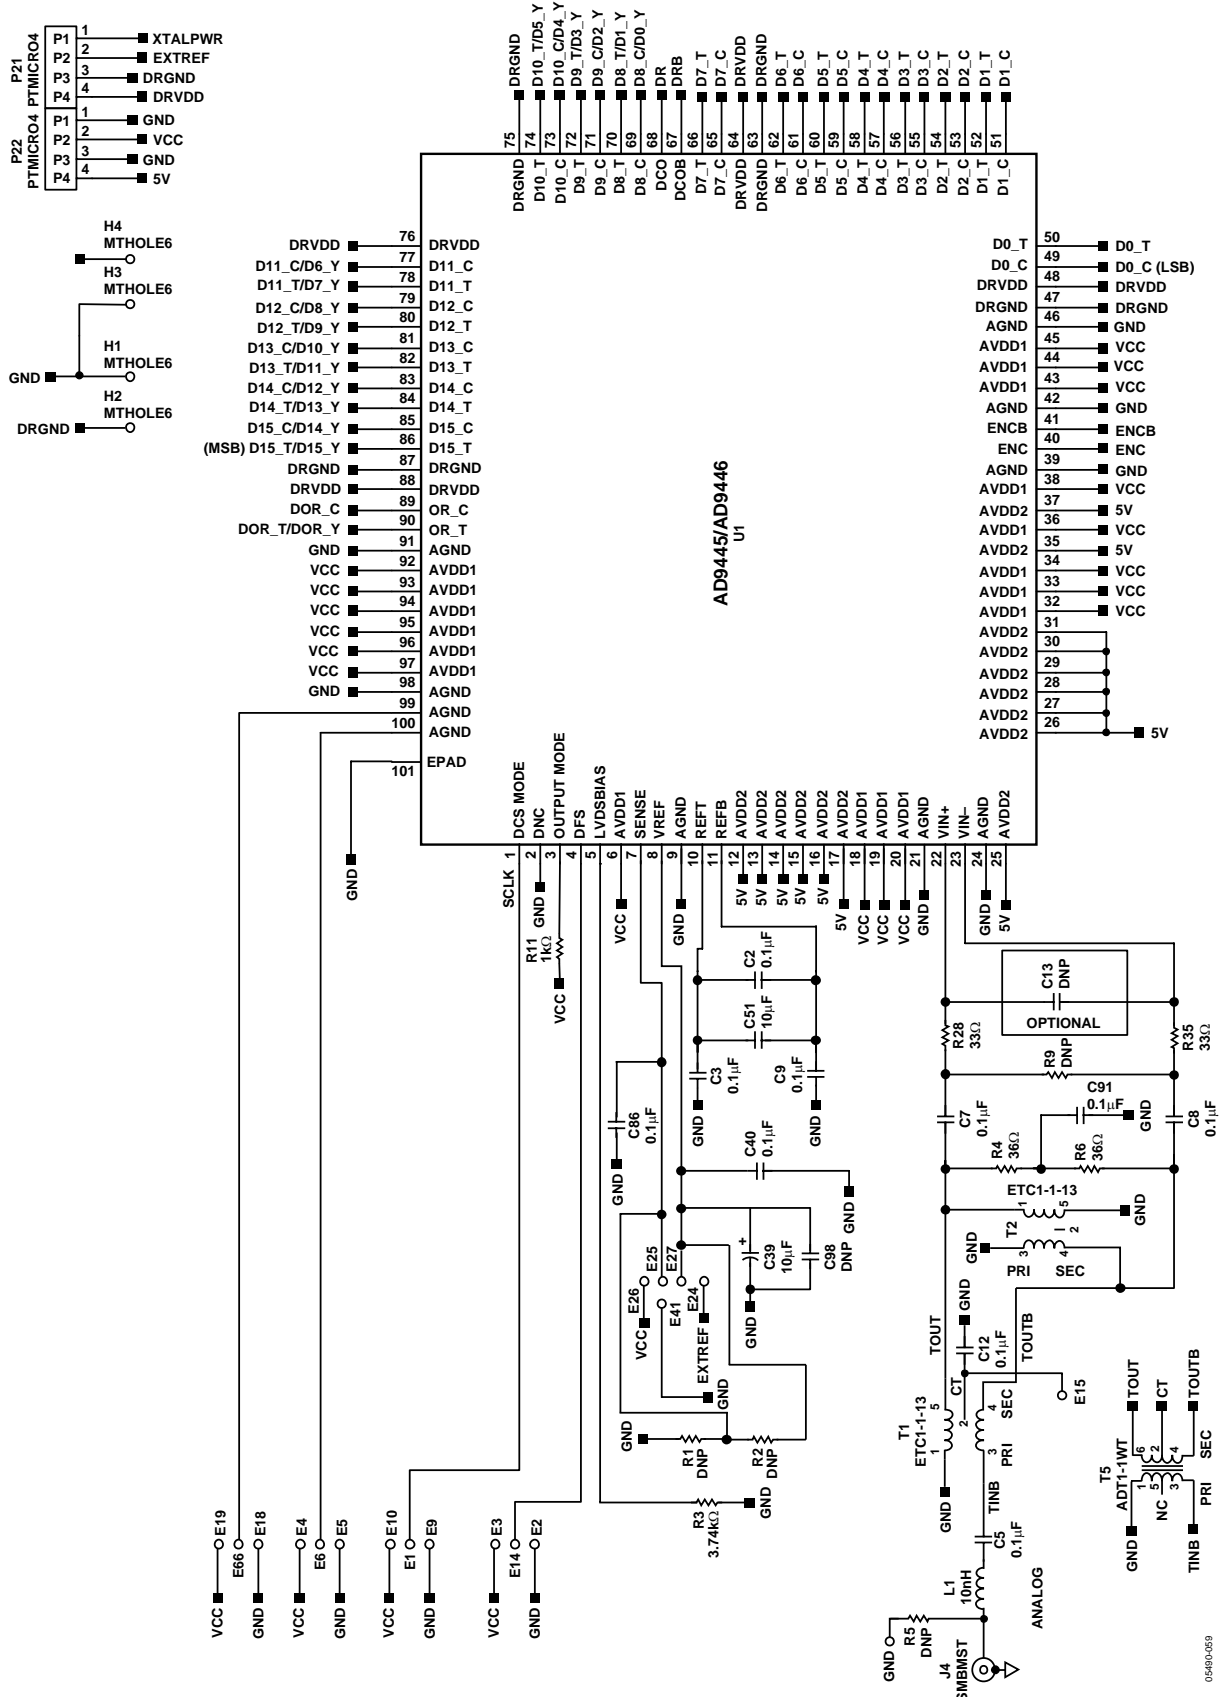 P21
PTMICRO4
P1 1 XTALPWR
P2 2 EXTREF
P3 3 DRGND
P4 4 DRVDD
P22
PTMICRO4
P1 1 GND
P2 2 VCC
P3 3 GND
P4 4 5V
H4
MTHOLE6
H3
MTHOLE6
H1
MTHOLE6
GND
H2
MTHOLE6
DRGND
DRGND 75 DRGND
D10_T/D5_Y 74 D10_T
D10_C/D4_Y 73 D10_C
D9_T/D3_Y 72 D9_T
D9_C/D2_Y 71 D9_C
D8_T/D1_Y 70 D8_T
D8_C/D0_Y 69 D8_C
DR 68 DCO
DRB 67 DCOB
D7_T 66 D7_T
D7_C 65 D7_C
DRVDD 64 DRVDD
DRGND 63 DRGND
D6_T 62 D6_T
D6_C 61 D6_C
D5_T 60 D5_T
D5_C 59 D5_C
D4_T 58 D4_T
D4_C 57 D4_C
D3_T 56 D3_T
D3_C 55 D3_C
D2_T 54 D2_T
D2_C 53 D2_C
D1_T 52 D1_T
D1_C 51 D1_C
DRVDD 76 DRVDD
D11_C/D6_Y 77 D11_C
D11_T/D7_Y 78 D11_T
D12_C/D8_Y 79 D12_C
D12_T/D9_Y 80 D12_T
D13_C/D10_Y 81 D13_C
D13_T/D11_Y 82 D13_T
D14_C/D12_Y 83 D14_C
D14_T/D13_Y 84 D14_T
D15_C/D14_Y 85 D15_C
(MSB) D15_T/D15_Y 86 D15_T
DRGND 87 DRGND
DRVDD 88 DRVDD
DOR_C 89 OR_C
DOR_T/DOR_Y 90 OR_T
GND 91 AGND
VCC 92 AVDD1
VCC 93 AVDD1
VCC 94 AVDD1
VCC 95 AVDD1
VCC 96 AVDD1
VCC 97 AVDD1
GND 98 AGND
99 AGND
100 AGND
101 EPAD
GND
AD9445/AD9446
U1
D0_T 50 D0_T
D0_C 49 D0_C (LSB)
DRVDD 48 DRVDD
DRGND 47 DRGND
AGND 46 GND
AVDD1 45 VCC
AVDD1 44 VCC
AVDD1 43 VCC
AGND 42 GND
ENCB 41 ENCB
ENC 40 ENC
AGND 39 GND
AVDD1 38 VCC
AVDD2 37 5V
AVDD1 36 VCC
AVDD2 35 5V
AVDD1 34 VCC
AVDD1 33 VCC
AVDD1 32 VCC
AVDD2 31
AVDD2 30
AVDD2 29
AVDD2 28
AVDD2 27
AVDD2 26 5V
DCS MODE 1 SCLK
DNC 2 GND
OUTPUT MODE 3
DFS 4
LVDSBIAS 5
AVDD1 6 VCC
SENSE 7
VREF 8
AGND 9 GND
REFT 10
REFB 11
AVDD2 12 5V
AVDD2 13 5V
AVDD2 14 5V
AVDD2 15 5V
AVDD2 16 5V
AVDD2 17 5V
AVDD1 18 VCC
AVDD1 19 VCC
AVDD1 20 VCC
AGND 21 GND
VIN+ 22
VIN– 23
AGND 24 GND
AVDD2 25 5V
R11
1kΩ
VCC
C2
0.1µF
C51
10µF
C3
0.1µF
GND
C9
0.1µF
GND
C86
0.1µF
GND
C40
0.1µF
GND
C39
+
10µF
C98
DNP
GND
E25
E27
E26
E41
E24
VCC
EXTREF
GND
GND
R1
DNP
R2
DNP
R3
3.74kΩ
GND
C13
DNP
OPTIONAL
R28
33Ω
R35
33Ω
R9
DNP
C91
0.1µF
GND
C7
0.1µF
C8
0.1µF
R4
36Ω
R6
36Ω
ETC1-1-13
1 5
T2
2
GND
GND
3 4
PRI SEC
TOUT
GND
C12
0.1µF
TOUTB
CT
E15
T1
ETC1-1-13
1 5
2
3 4
PRI SEC
GND
TINB
C5
0.1µF
L1
10nH
ANALOG
GND
R5
DNP
J4
SMBMST
TOUT
CT
TOUTB
6 2 4
SEC
T5
ADT1-1WT
1 5 3
NC
PRI
GND
TINB
E19
E66
E18
VCC
GND
E4
E6
E5
VCC
GND
E10
E1
E9
VCC
GND
E3
E14
E2
VCC
GND
05490-059